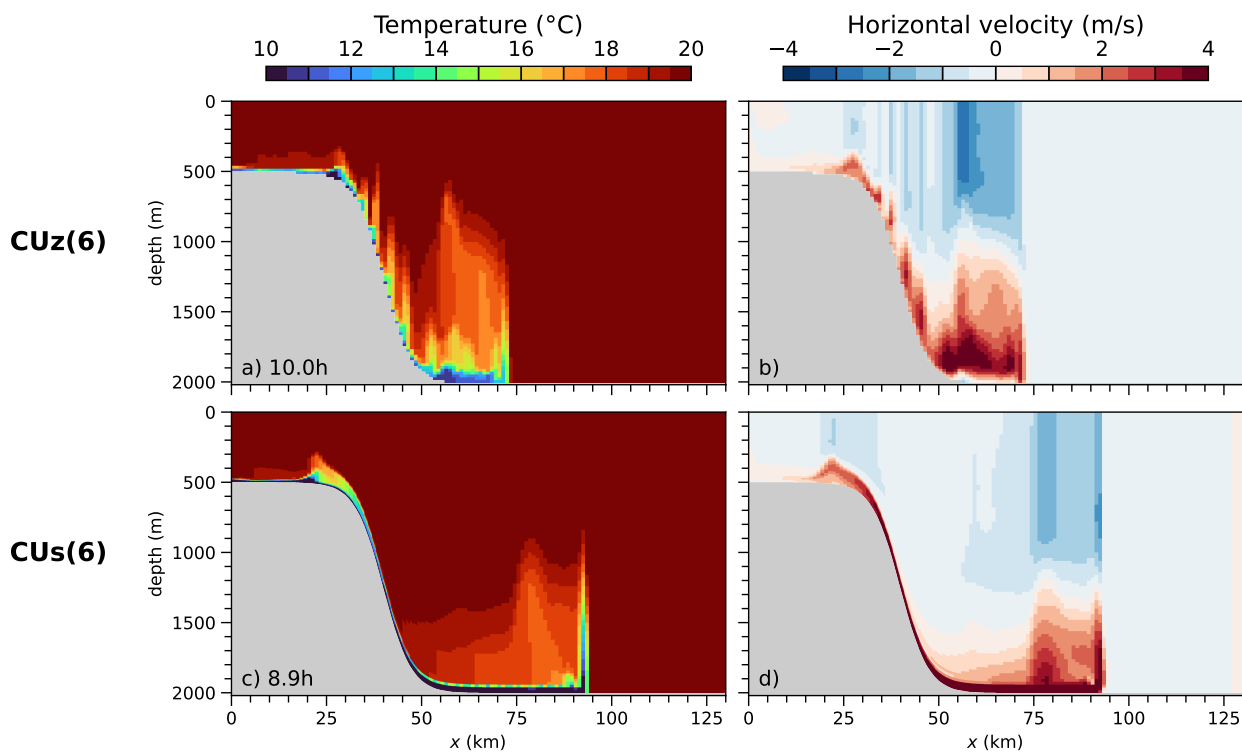 Temperature (°C)
10 12 14 16 18 20
Horizontal velocity (m/s)
−4 −2 0 2 4
CUz(6)
depth (m)
0
500
1000
1500
2000
a) 10.0h
b)
CUs(6)
depth (m)
0
500
1000
1500
2000
c) 8.9h
d)
0 25 50 75 100 125
x (km)
0 25 50 75 100 125
x (km)